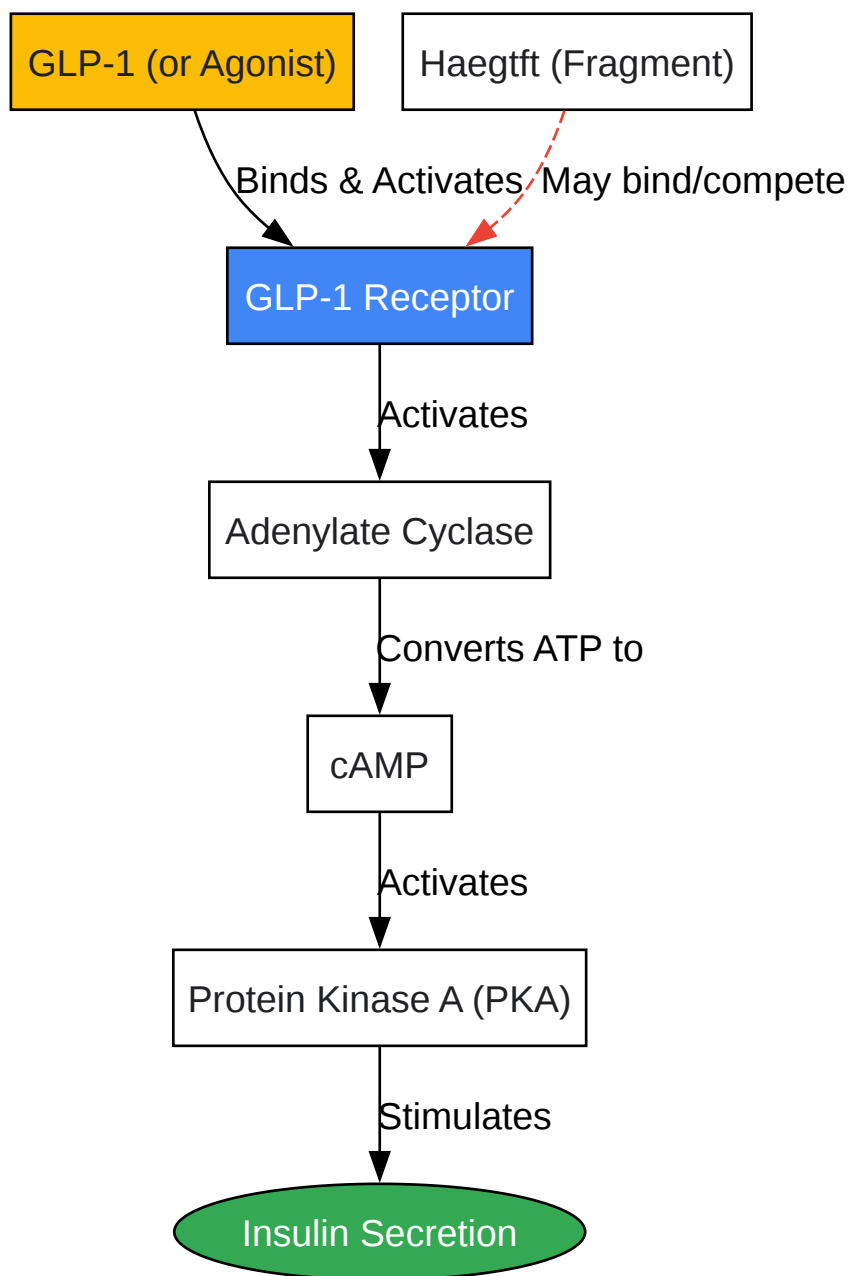 GLP-1 (or Agonist)
Haegtft (Fragment)
Binds & Activates
May bind/compete
GLP-1 Receptor
Activates
Adenylate Cyclase
Converts ATP to
cAMP
Activates
Protein Kinase A (PKA)
Stimulates
Insulin Secretion